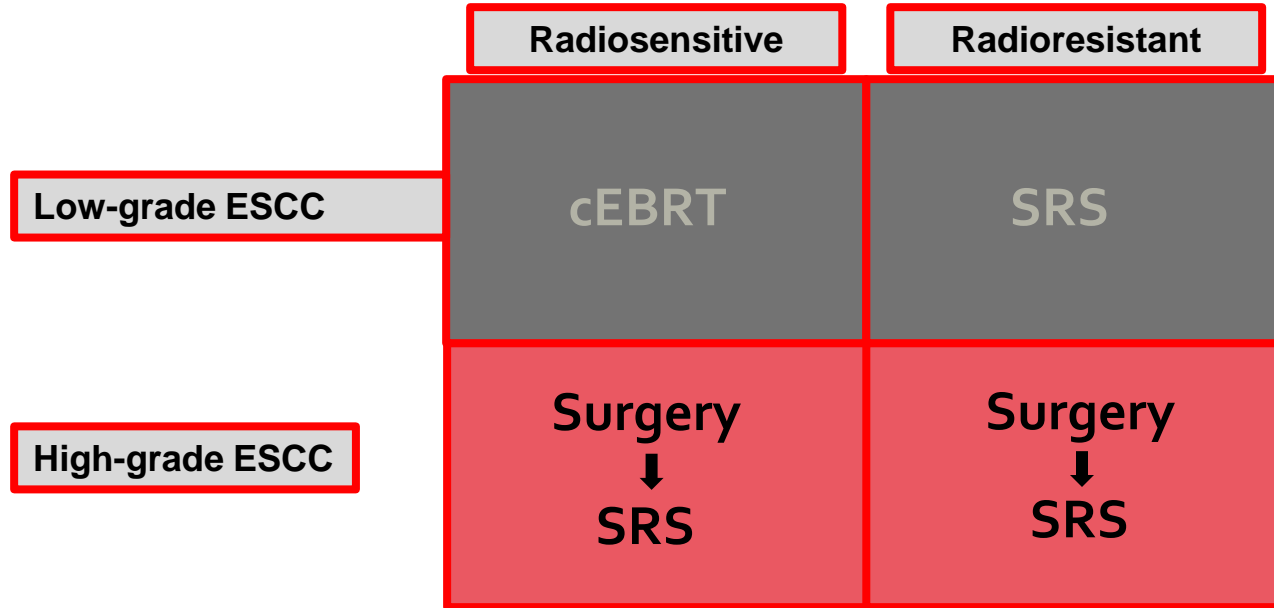 Radiosensitive
Radioresistant
Low-grade ESCC
cEBRT
SRS
High-grade ESCC
Surgery
SRS
Surgery
SRS